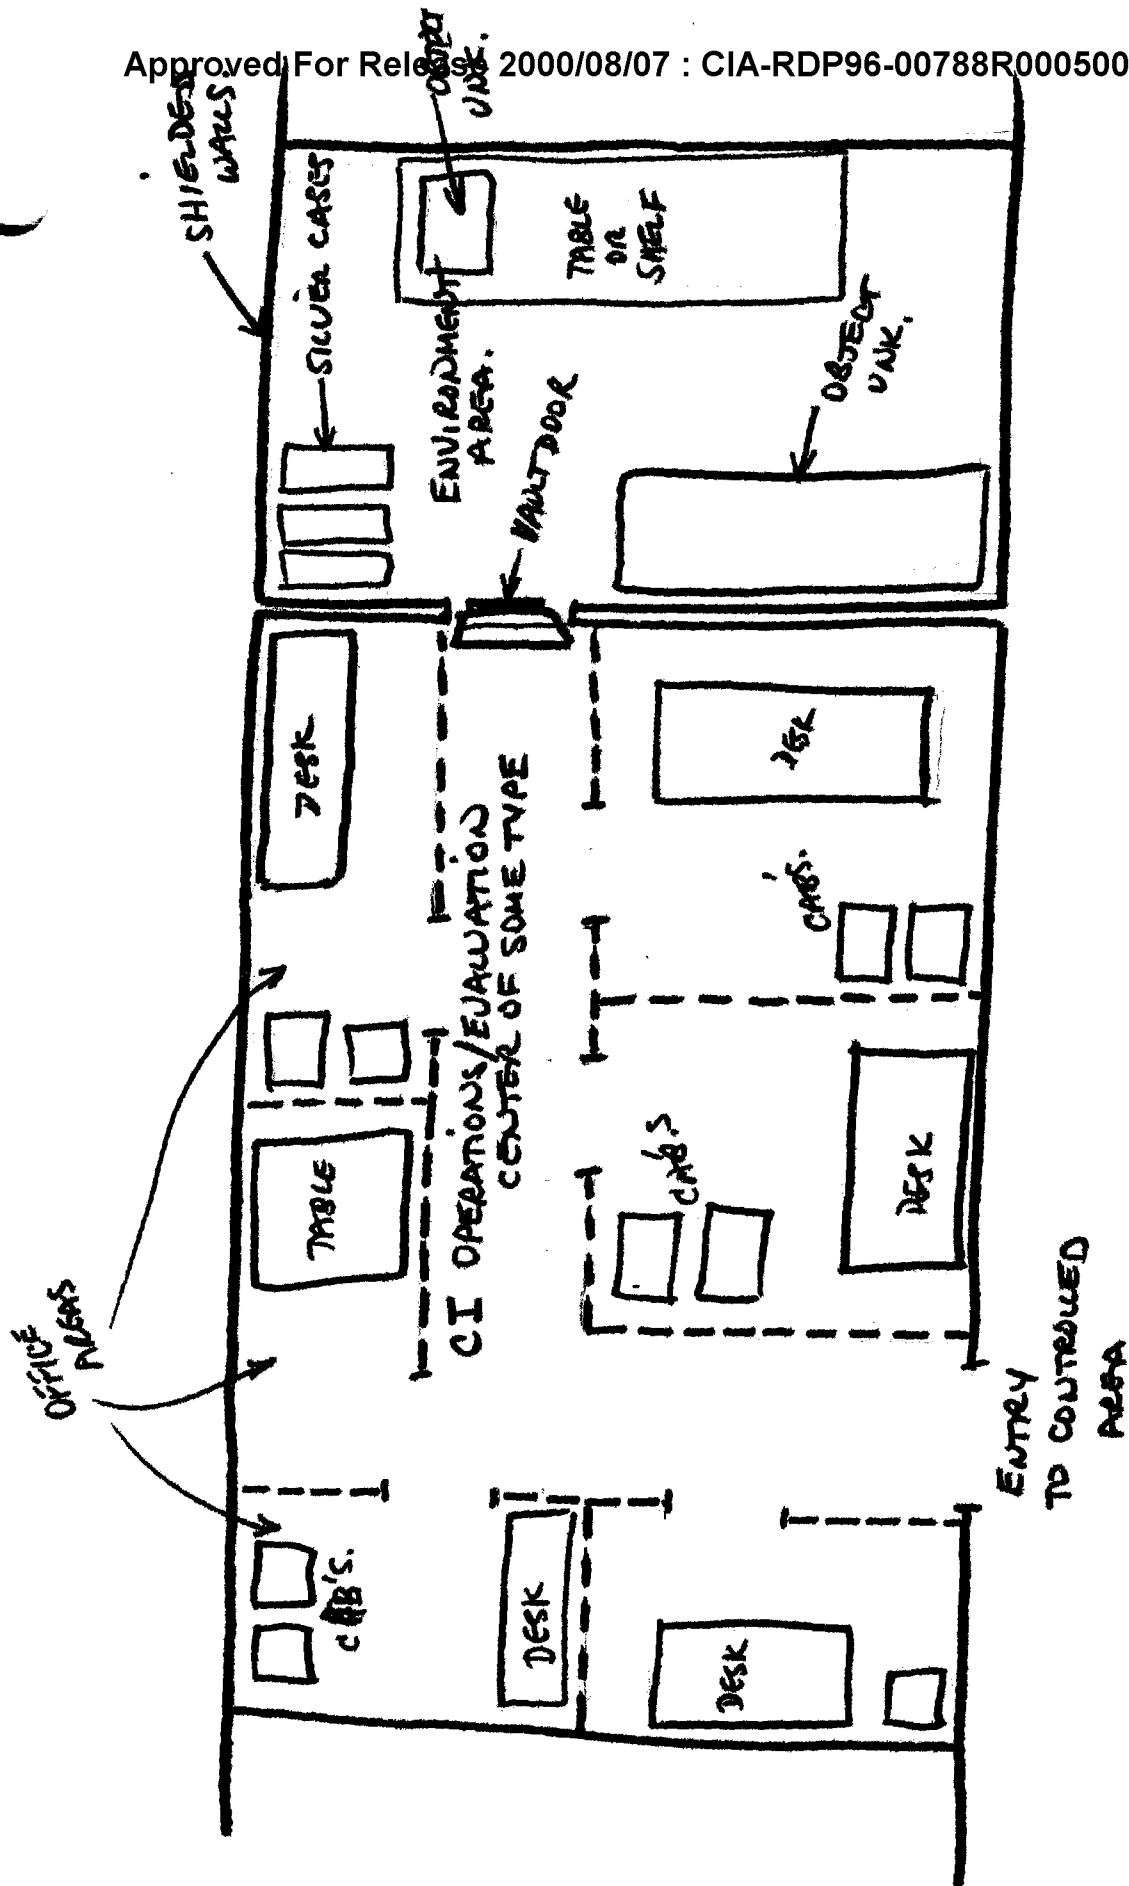 Approved For Release 2000/08/07 : CIA-RDP96-00788R000500
SHIELDED
WALLS.
SILVER CASES
OBJECT
UNK.
TABLE
OR
SHELF
ENVIRONMENT
AREA.
VAULT DOOR
OBJECT
UNK.
DESK
DESK
CAB'S.
CI OPERATIONS/EVALUATION
CENTER OF SOME TYPE
TABLE
CAB'S
DESK
OFFICE
AREAS
ENTRY
TO CONTROLLED
AREA
CAB'S.
DESK
DESK